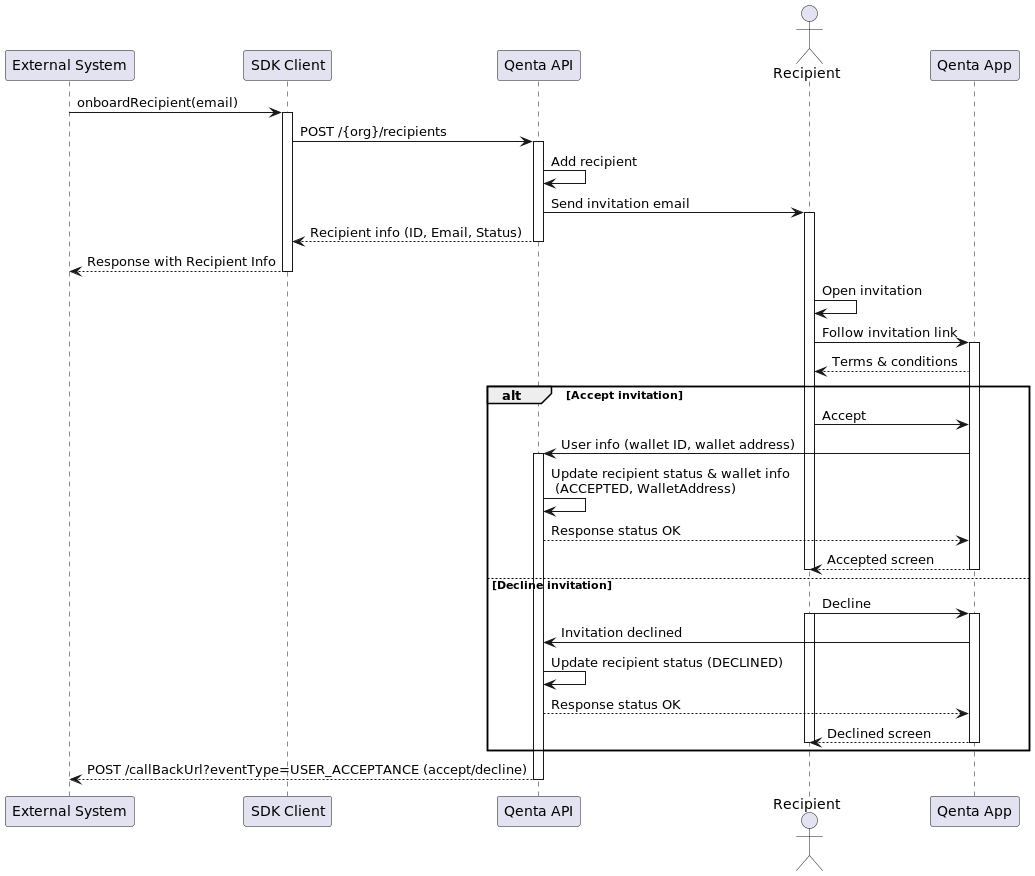 Recipient
External System
SDK Client
Qenta API
Qenta App
onboardRecipient(email)
POST /{org}/recipients
Add recipient
Send invitation email
Recipient info (ID, Email, Status)
Response with Recipient Info
Open invitation
Follow invitation link
Terms & conditions
alt
[Accept invitation]
Accept
User info (wallet ID, wallet address)
Update recipient status & wallet info
(ACCEPTED, WalletAddress)
Response status OK
Accepted screen
[Decline invitation]
Decline
Invitation declined
Update recipient status (DECLINED)
Response status OK
Declined screen
POST /callBackUrl?eventType=USER_ACCEPTANCE (accept/decline)
External System
SDK Client
Qenta API
Recipient
Qenta App